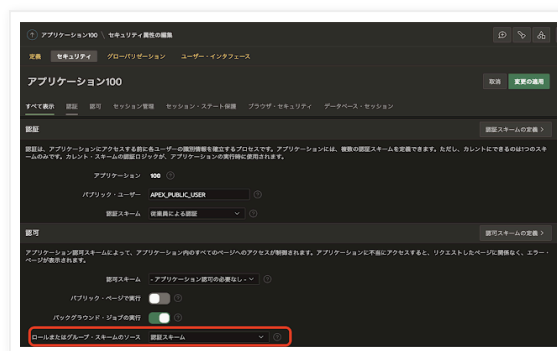 アプリケーション100 \ セキュリティ属性の編集
定義 セキュリティ グローバリゼーション ユーザー・インタフェース
アプリケーション100
取消 変更の適用
すべて表示 認証 認可 セッション管理 セッション・ステート保護 ブラウザ・セキュリティ データベース・セッション
認証
認証スキームの定義 >
認証は、アプリケーションにアクセスする前に各ユーザーの識別情報を確立するプロセスです。アプリケーションには、複数の認証スキームを定義できます。ただし、カレントにできるのは1つのスキ
ームのみです。カレント・スキームの認証ロジックが、アプリケーションの実行時に使用されます。
アプリケーション 100
パブリック・ユーザー APEX_PUBLIC_USER
認証スキーム 従業員による認証
認可
認可スキームの定義 >
アプリケーション認可スキームによって、アプリケーション内のすべてのページへのアクセスが制御されます。アプリケーションに不当にアクセスすると、リクエストしたページに関係なく、エラー・
ページが表示されます。
認可スキーム - アプリケーション認可の必要なし -
パブリック・ページで実行
バックグラウンド・ジョブの実行
ロールまたはグループ・スキームのソース 認証スキーム